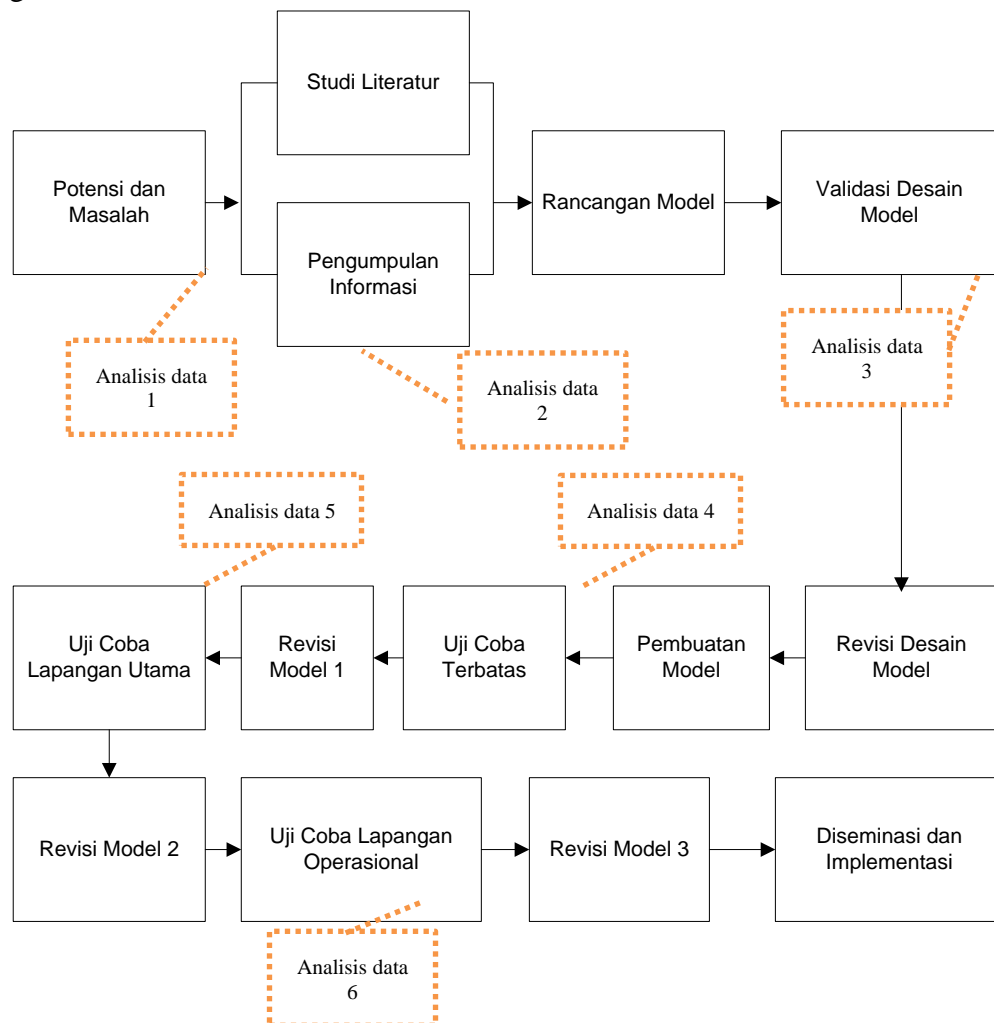 Studi Literatur
Potensi dan
Masalah
Pengumpulan
Informasi
Rancangan Model
Validasi Desain
Model
Analisis data
1
Analisis data
2
Analisis data
3
Analisis data 5
Analisis data 4
Uji Coba
Lapangan Utama
Revisi
Model 1
Uji Coba
Terbatas
Pembuatan
Model
Revisi Desain
Model
Revisi Model 2
Uji Coba Lapangan
Operasional
Revisi Model 3
Diseminasi dan
Implementasi
Analisis data
6